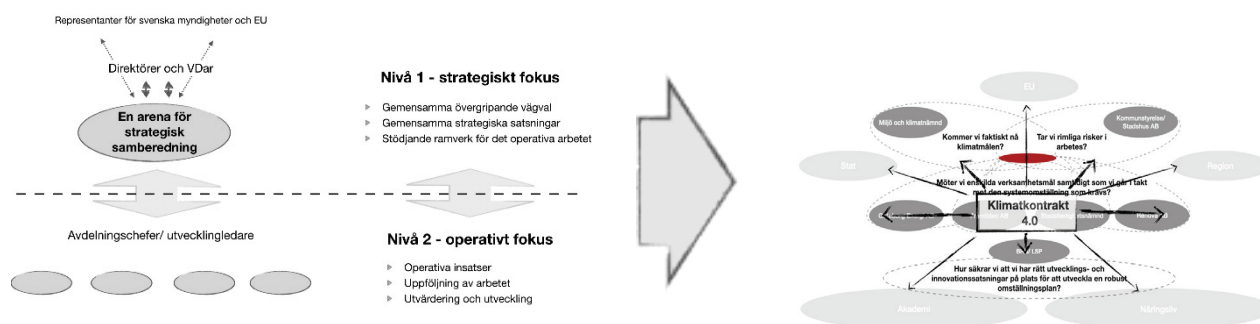 Representanter för svenska myndigheter och EU
Direktörer och VDar
En arena för
strategisk
samberedning
Nivå 1 - strategiskt fokus
Gemensamma övergripande vägval
Gemensamma strategiska satsningar
Stödjande ramverk för det operativa arbetet
Avdelningschefer/ utvecklingledare
Nivå 2 - operativt fokus
Operativa insatser
Uppföljning av arbetet
Utvärdering och utveckling
EU
Miljö och klimatnämnd
Kommunstyrelse/
Stadshus AB
Kommer vi faktiskt nå
klimatmålen?
Tar vi rimliga risker i
arbetes?
Stat
Region
Möter vi enskilda verksamhetsmål samtidigt som vi går i takt
met den systemomställning som krävs?
Klimatkontrakt
4.0
AB
Hur säkrar vi att vi har rätt utvecklings- och
innovationssatsningar på plats för att utveckla en robust
omställningsplan?
Akademi
Näringsliv